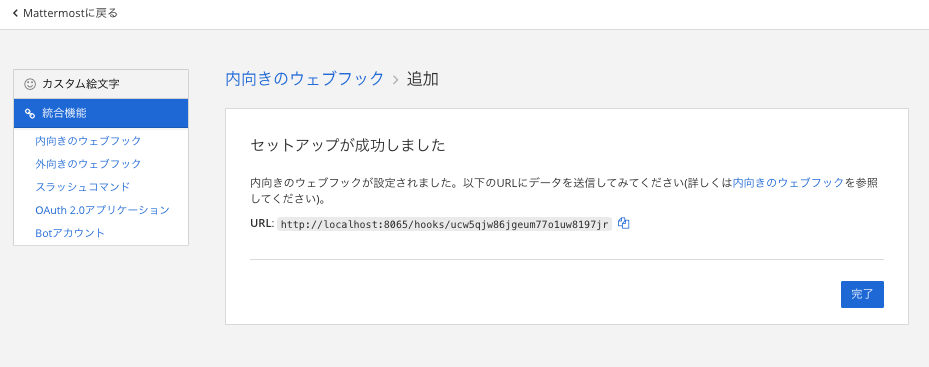 Mattermostに戻る
カスタム絵文字
統合機能
内向きのウェブフック
外向きのウェブフック
スラッシュコマンド
OAuth 2.0アプリケーション
Botアカウント
内向きのウェブフック > 追加
セットアップが成功しました
内向きのウェブフックが設定されました。以下のURLにデータを送信してみてください(詳しくは内向きのウェブフックを参照
してください)。
URL: http://localhost:8065/hooks/ucw5qjw86jgeum77o1uw8197jr
完了